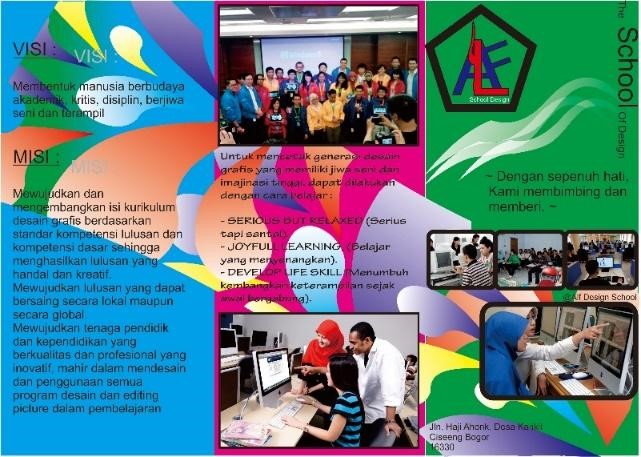 VISI :
Membentuk manusia berbudaya
akademik, kritis, disiplin, berjiwa
seni dan terampil
MISI :
Mewujudkan dan
mengembangkan isi kurikulum
desain grafis berdasarkan
standar kompetensi lulusan dan
kompetensi dasar sehingga
menghasilkan lulusan yang
handal dan kreatif.
Mewujudkan lulusan yang dapat
bersaing secara lokal maupun
secara global.
Mewujudkan tenaga pendidik
dan kependidikan yang
berkualitas dan profesional yang
inovatif, mahir dalam mendesain
dan penggunaan semua
program desain dan editing
picture dalam pembelajaran
Untuk mencetak generasi desain
grafis yang memiliki jiwa seni dan
imajinasi tinggi, dapat dilakukan
dengan cara belajar :
- SERIOUS BUT RELAXED (Serius
tapi santai).
- JOYFULL LEARNING, (Belajar
yang menyenangkan).
- DEVELOP LIFE SKILL (Menumbuh
kembangkan keterampilan sejak
awal bergabung).
ALF
School Design
The School Of Design
~ Dengan sepenuh hati,
Kami membimbing dan
memberi. ~
@Alf Design School
Jln. Haji Ahonk, Desa
Ciseeng Bogor
16330